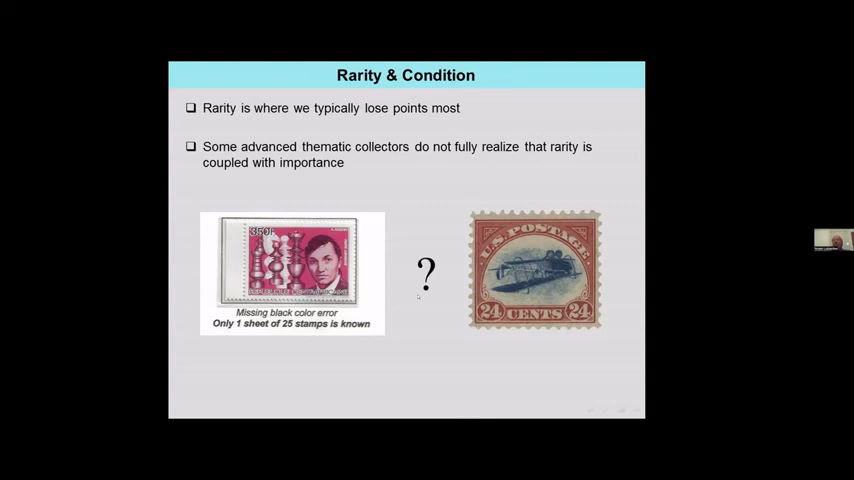 Rarity & Condition
Rarity is where we typically lose points most
Some advanced thematic collectors do not fully realize that rarity is
coupled with importance
350F
?
U.S. POSTAGE
24 CENTS 24
Missing black color error
Only 1 sheet of 25 stamps is known